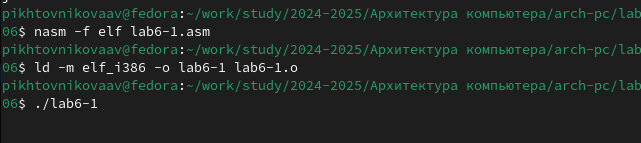 pikhtovnikovaav@fedora:~/work/study/2024-2025/Архитектура компьютера/arch-pc/lab
06$ nasm -f elf lab6-1.asm
pikhtovnikovaav@fedora:~/work/study/2024-2025/Архитектура компьютера/arch-pc/lab
06$ ld -m elf_i386 -o lab6-1 lab6-1.o
pikhtovnikovaav@fedora:~/work/study/2024-2025/Архитектура компьютера/arch-pc/lab
06$ ./lab6-1